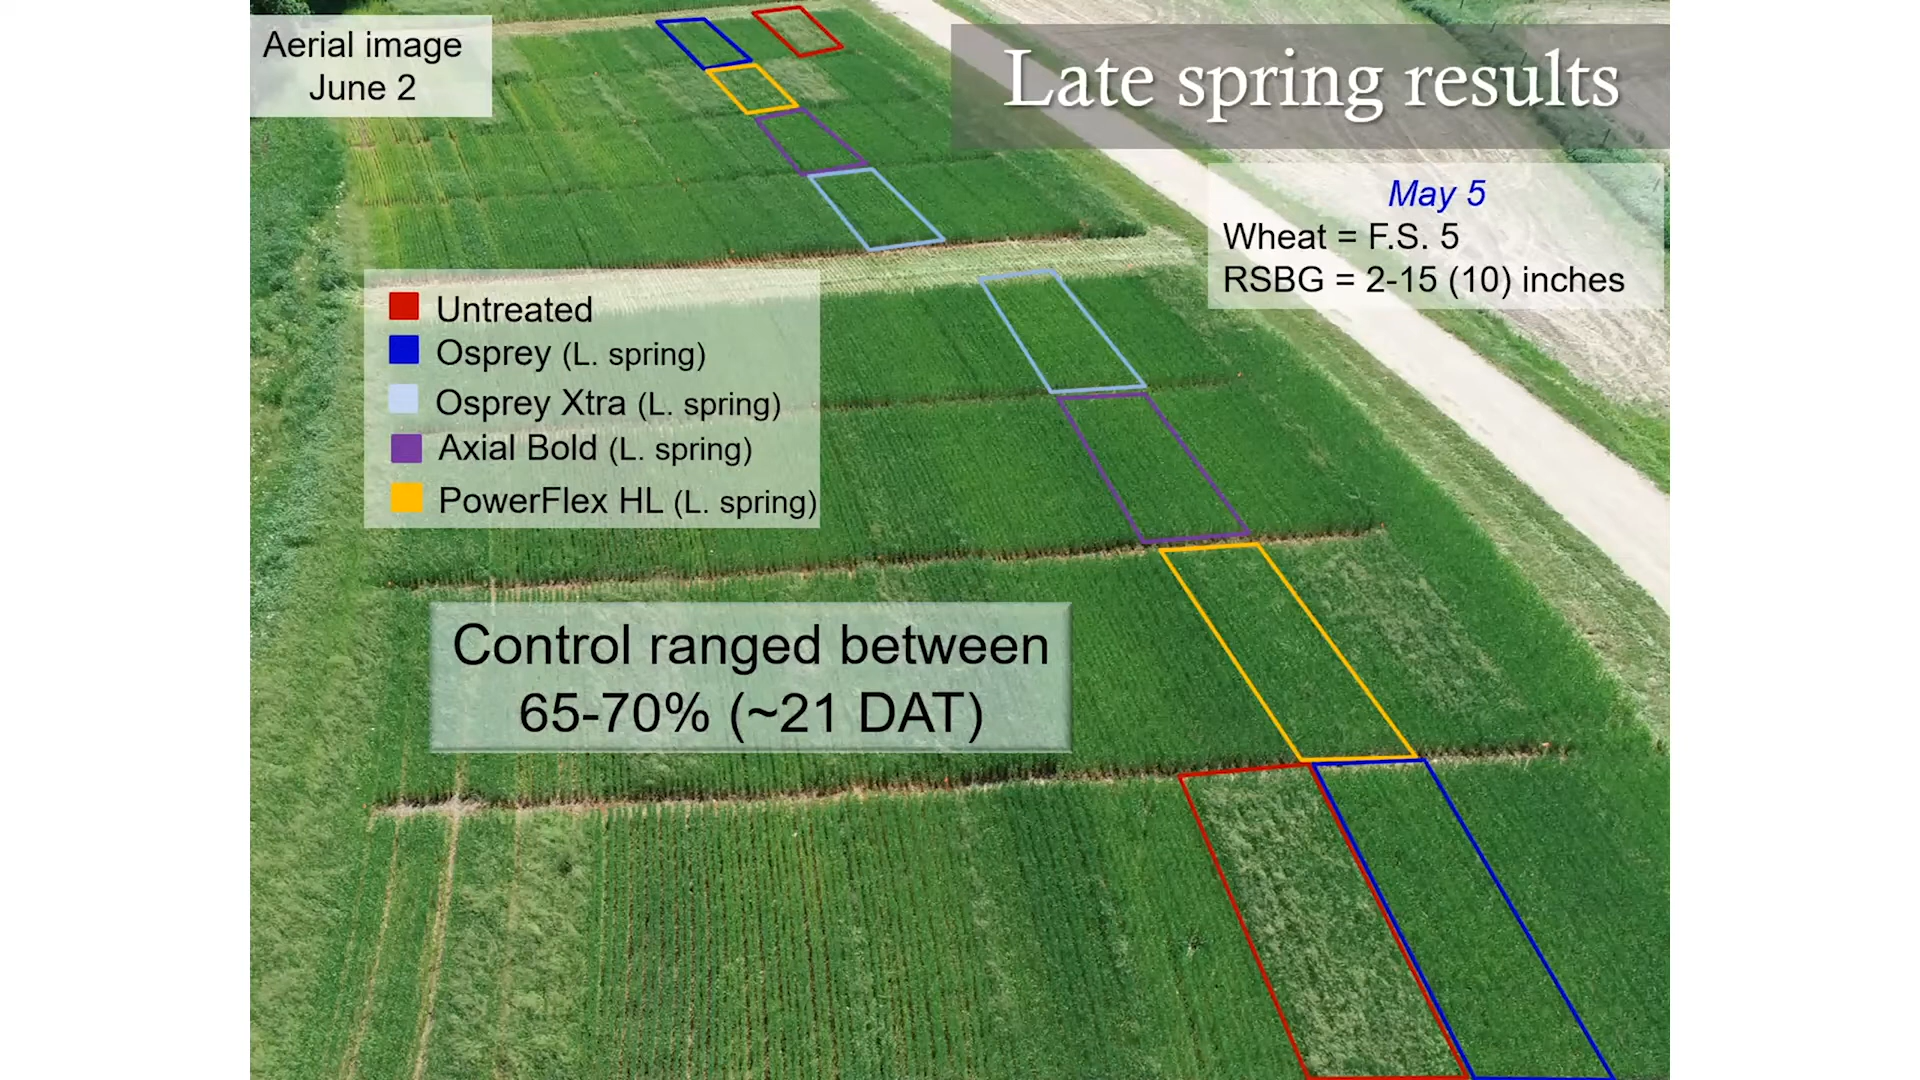 Aerial image
June 2
Late spring results
May 5
Wheat = F.S. 5
RSBG = 2-15 (10) inches
Untreated
Osprey (L. spring)
Osprey Xtra (L. spring)
Axial Bold (L. spring)
PowerFlex HL (L. spring)
Control ranged between
65-70% (~21 DAT)